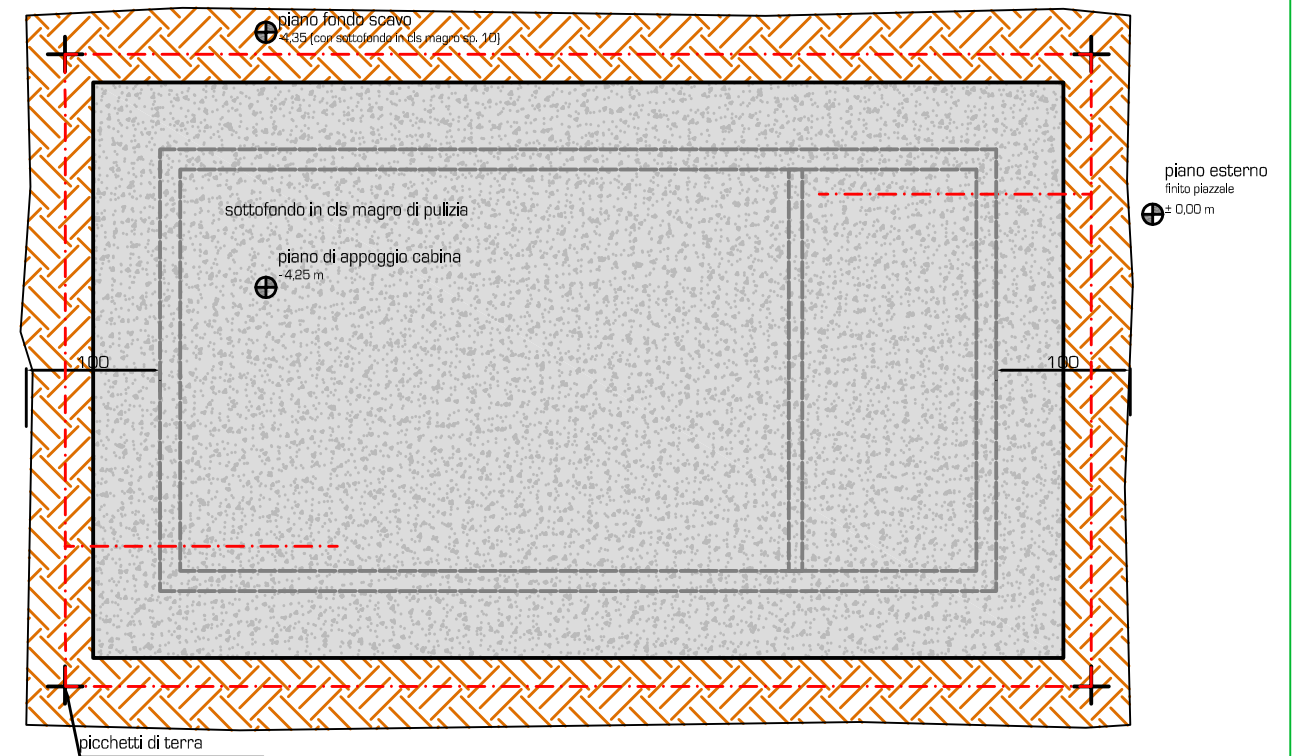 piano fondo scavo
-4,35 (con sottofondo in cls magro sp. 10)
piano esterno
finito piazzale
± 0,00 m
sottofondo in cls magro di pulizia
piano di appoggio cabina
-4,25 m
100
100
picchetti di terra